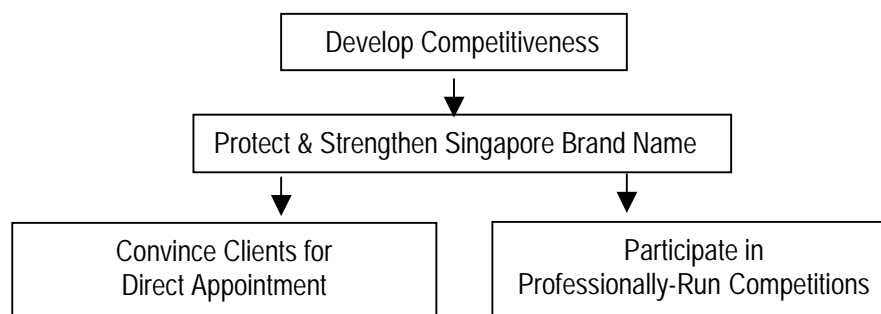 Develop Competitiveness
Protect & Strengthen Singapore Brand Name
Convince Clients for
Direct Appointment
Participate in
Professionally-Run Competitions